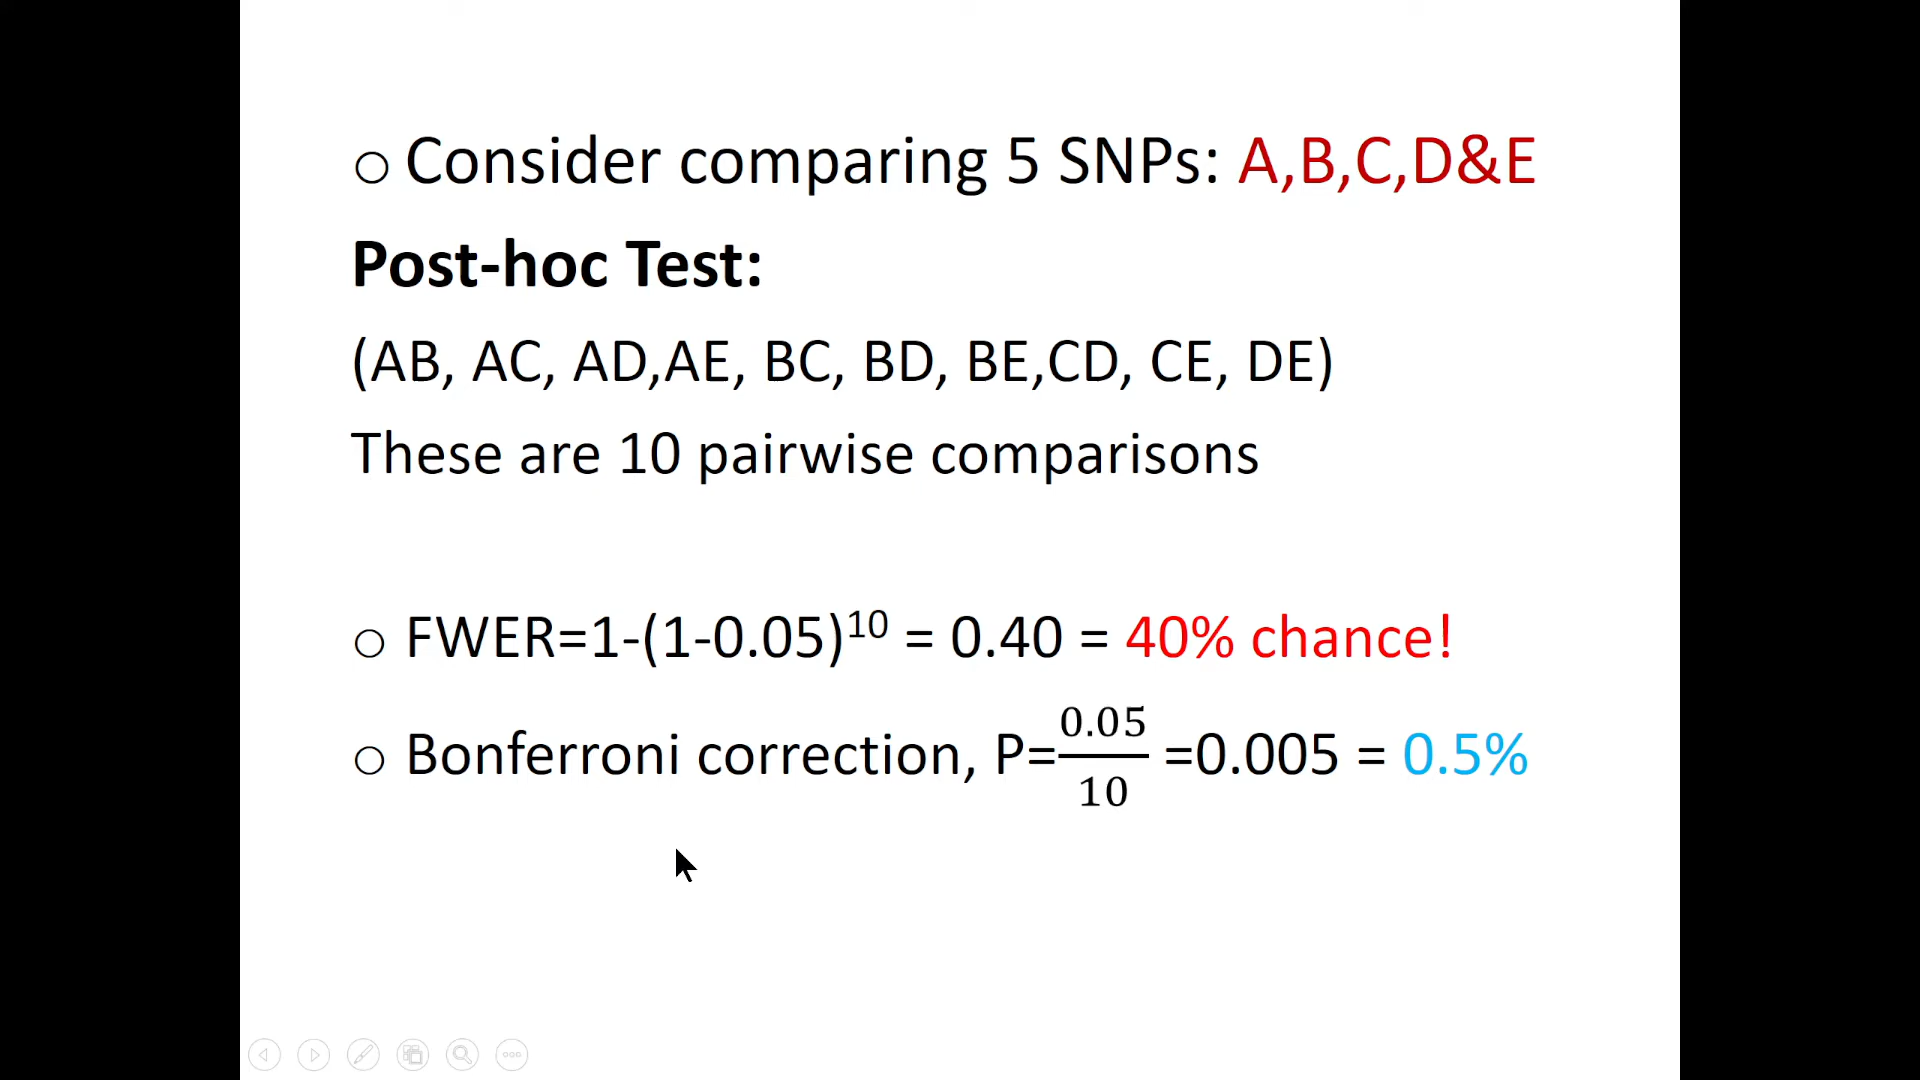 o Consider comparing 5 SNPs: A,B,C,D&E
Post-hoc Test:
(AB, AC, AD,AE, BC, BD, BE,CD, CE, DE)
These are 10 pairwise comparisons
o FWER=1-(1-0.05)¹⁰ = 0.40 = 40% chance!
o Bonferroni correction, P=0.05/10 =0.005 = 0.5%